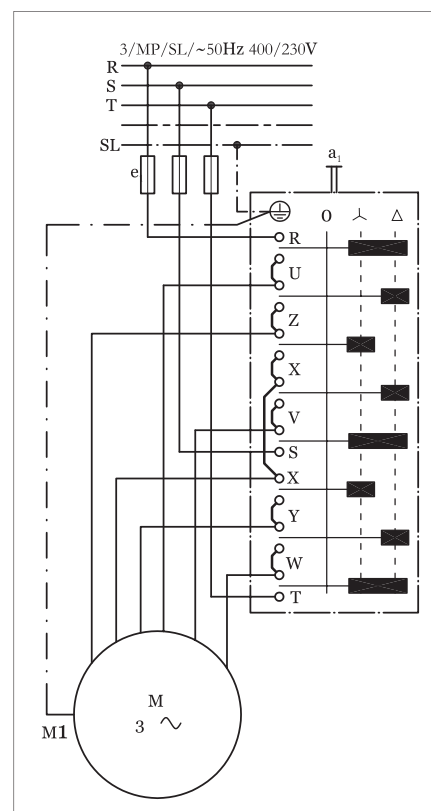 3/MP/SL/~50Hz 400/230V
R
S
T
SL
e
a1
0 ⅄ Δ
R
U
Z
X
V
S
X
Y
W
T
M
3 ~
M1